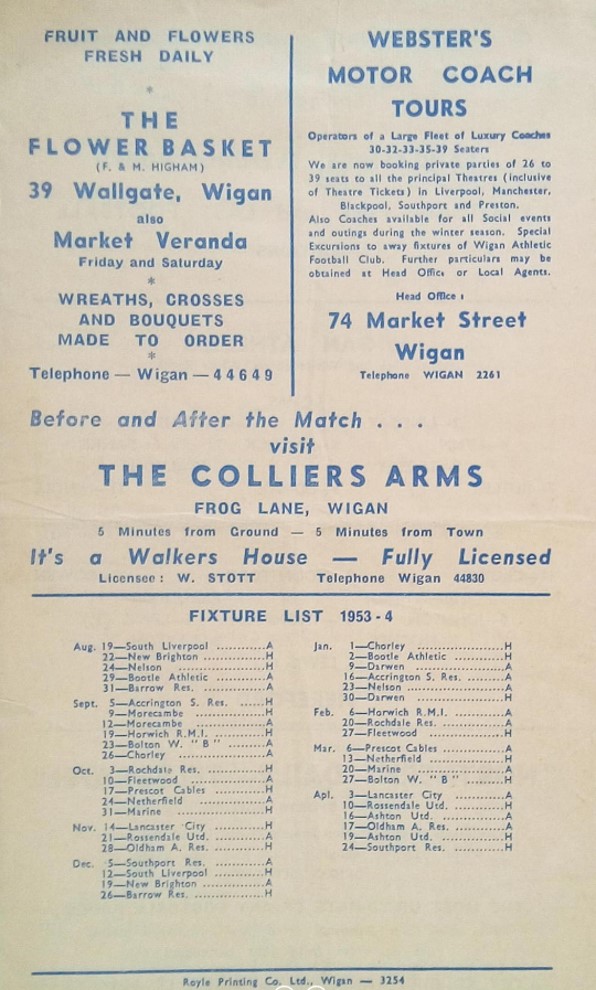 FRUIT AND FLOWERS
FRESH DAILY
*
THE
FLOWER BASKET
(F. & M. HIGHAM)
39 Wallgate, Wigan
also
Market Veranda
Friday and Saturday
*
WREATHS, CROSSES
AND BOUQUETS
MADE TO ORDER
*
Telephone — Wigan — 44649
WEBSTER'S
MOTOR COACH
TOURS
Operators of a Large Fleet of Luxury Coaches
30-32-33-35-39 Seaters
We are now booking private parties of 26 to
39 seats to all the principal Theatres (inclusive
of Theatre Tickets) in Liverpool, Manchester,
Blackpool, Southport and Preston.
Also Coaches available for all Social events
and outings during the winter season. Special
Excursions to away fixtures of Wigan Athletic
Football Club. Further particulars may be
obtained at Head Office or Local Agents.
Head Office :
74 Market Street
Wigan
Telephone WIGAN 2261
Before and After the Match . . .
visit
THE COLLIERS ARMS
FROG LANE, WIGAN
5 Minutes from Ground — 5 Minutes from Town
It's a Walkers House — Fully Licensed
Licensee: W. STOTT Telephone Wigan 44830
FIXTURE LIST 1953-4
Aug. 19—South Liverpool ............A
22—New Brighton ...............H
24—Nelson ........................H
29—Bootle Athletic ............A
31—Barrow Res. ...............A
Sept. 5—Accrington S. Res. ......H
9—Morecambe ..................H
12—Morecambe ..................A
19—Horwich R.M.I. ............H
23—Bolton W. "B" ............A
26—Chorley .....................A
Oct. 3—Rochdale Res. ............H
10—Fleetwood ..................A
17—Prescot Cables ............H
24—Netherfield ...............A
31—Marine .....................H
Nov. 14—Lancaster City ............H
21—Rossendale Utd. ............A
28—Oldham A. Res. ............H
Dec. 5—Southport Res. ............A
12—South Liverpool ............H
19—New Brighton ...............A
26—Barrow Res. ...............H
Jan. 1—Chorley .....................H
2—Bootle Athletic ............H
9—Darwen .....................A
16—Accrington S. Res. ......A
23—Nelson .....................A
30—Darwen .....................H
Feb. 6—Horwich R.M.I. ............A
20—Rochdale Res. ............A
27—Fleetwood ..................H
Mar. 6—Prescot Cables ............A
13—Netherfield ...............H
20—Marine .....................A
27—Bolton W. "B" ............H
Apl. 3—Lancaster City ............A
10—Rossendale Utd. ............H
16—Ashton Utd. ...............A
17—Oldham A. Res. ............A
19—Ashton Utd. ...............H
24—Southport Res. ............H
Royle Printing Co. Ltd., Wigan — 3254